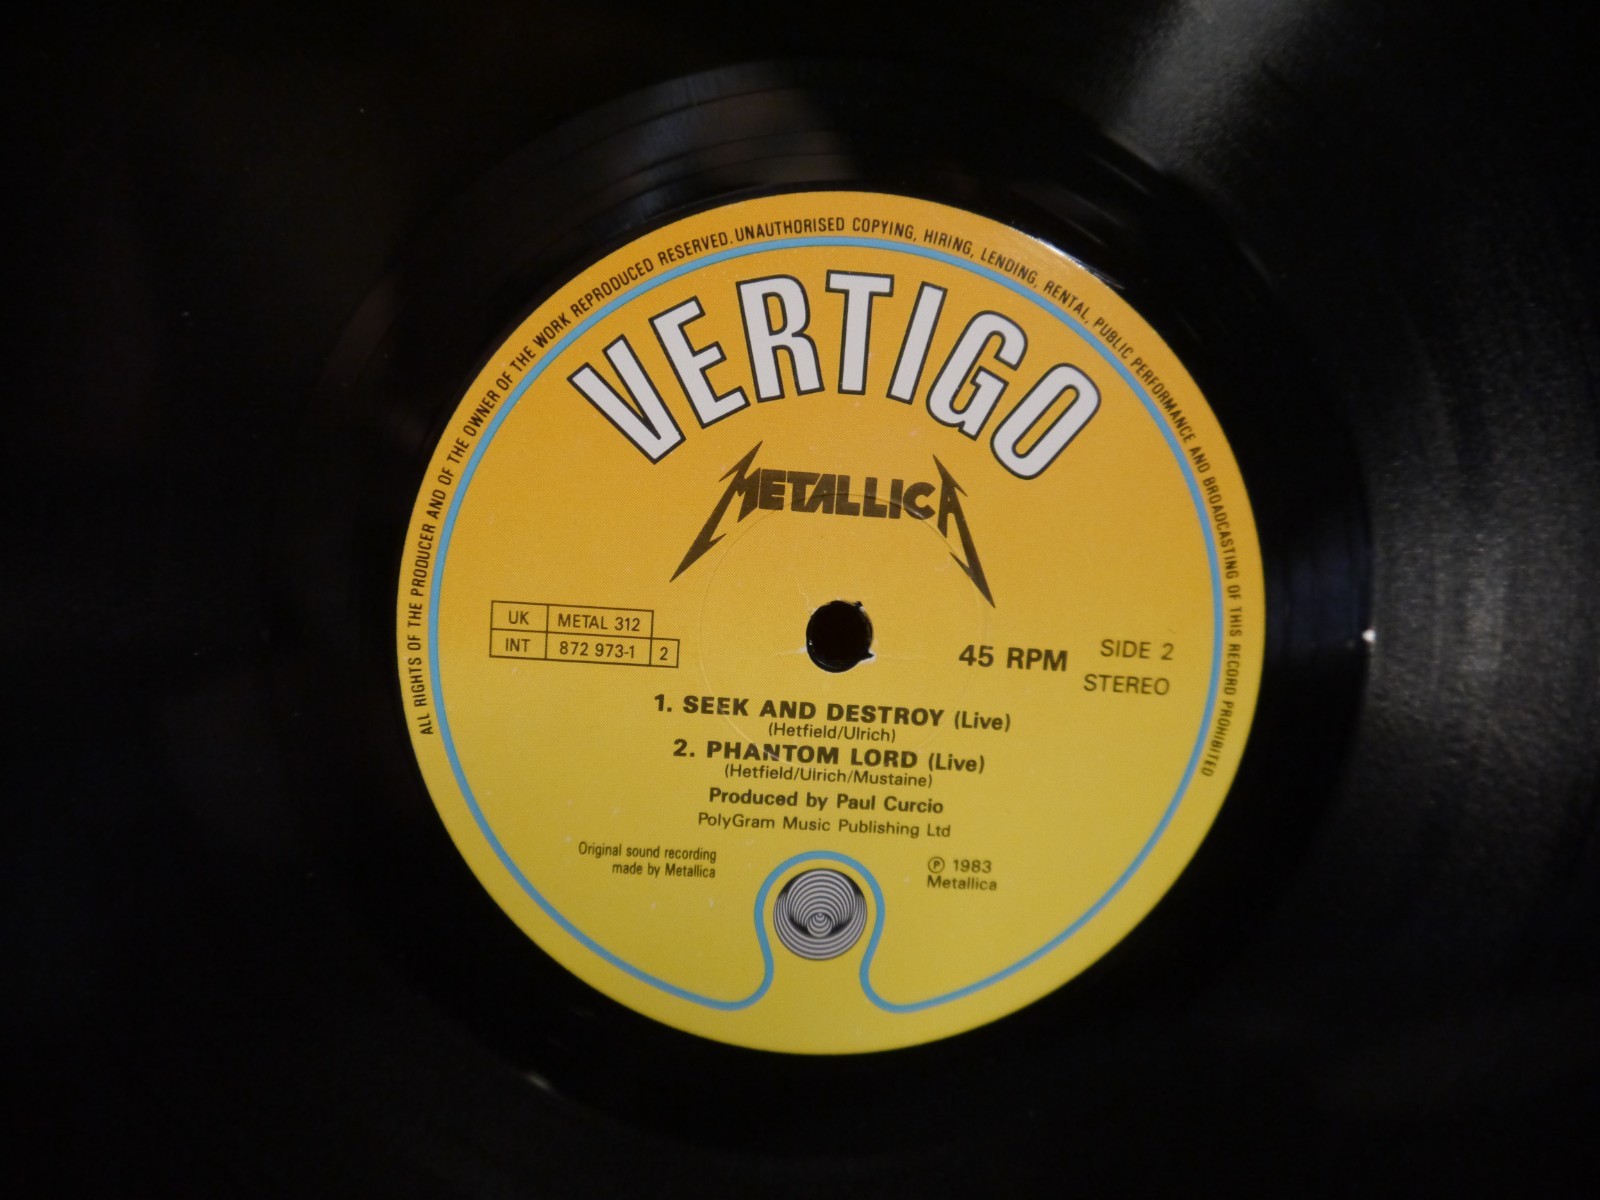 ALL RIGHTS OF THE PRODUCER AND OF THE OWNER OF THE WORK REPRODUCED RESERVED. UNAUTHORISED COPYING, HIRING, LENDING, RENTAL, PUBLIC PERFORMANCE AND BROADCASTING OF THIS RECORD PROHIBITED
VERTIGO
METALLICA
UK METAL 312
INT 872 973-1 2
45 RPM
SIDE 2
STEREO
1. SEEK AND DESTROY (Live)
(Hetfield/Ulrich)
2. PHANTOM LORD (Live)
(Hetfield/Ulrich/Mustaine)
Produced by Paul Curcio
PolyGram Music Publishing Ltd
Original sound recording
made by Metallica
℗ 1983
Metallica